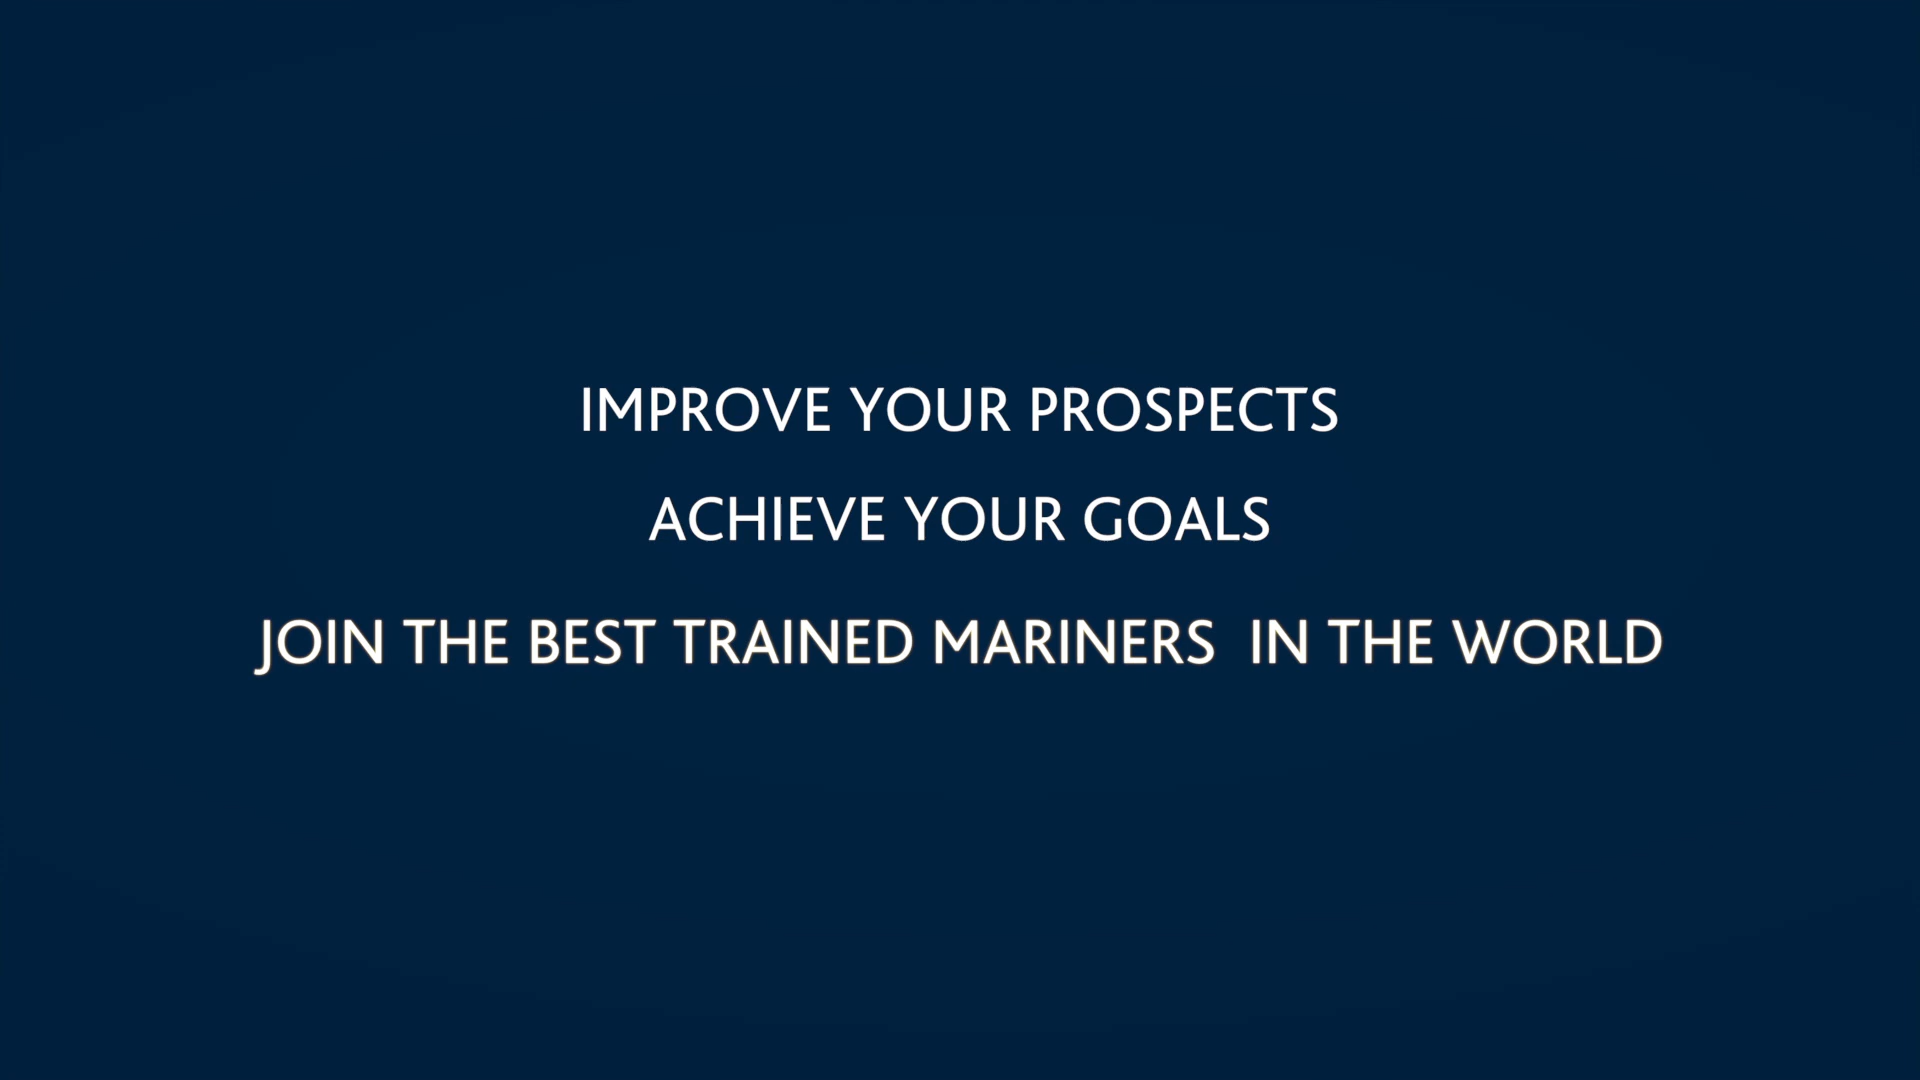 IMPROVE YOUR PROSPECTS
ACHIEVE YOUR GOALS
JOIN THE BEST TRAINED MARINERS  IN THE WORLD